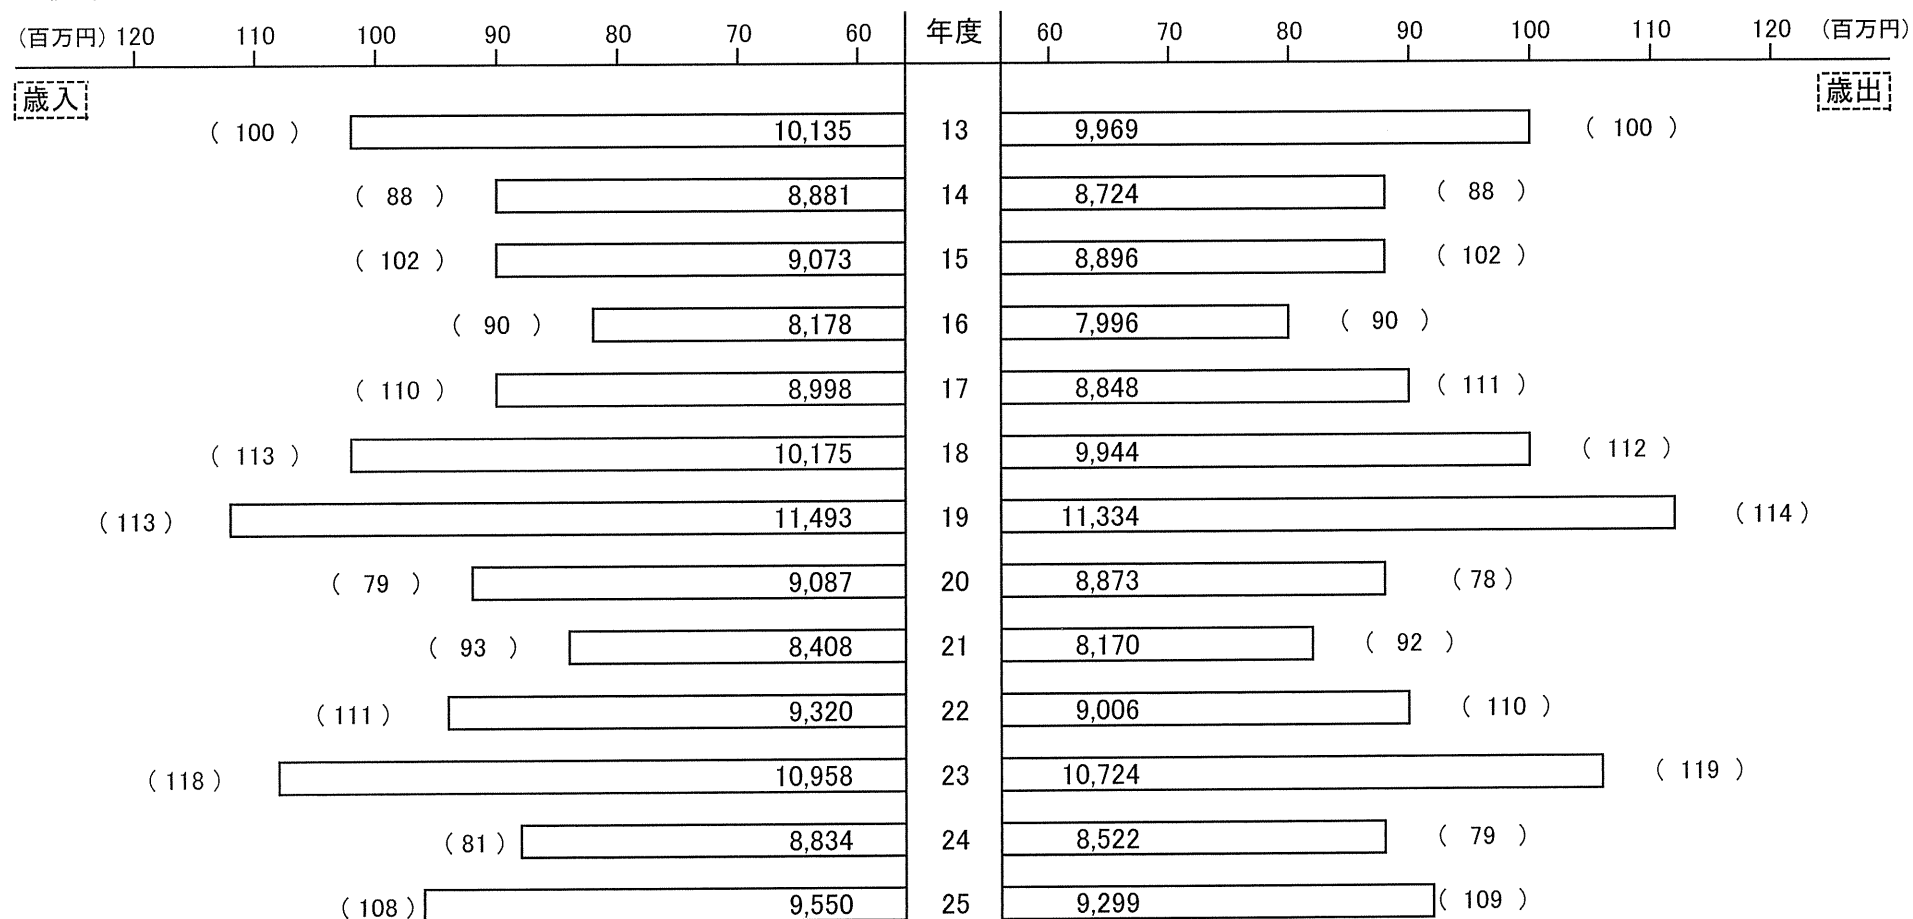 (百万円) 120 110 100 90 80 70 60 年度 60 70 80 90 100 110 120 (百万円)
歳入 歳出
( 100 ) 10,135 13 9,969 ( 100 )
( 88 ) 8,881 14 8,724 ( 88 )
( 102 ) 9,073 15 8,896 ( 102 )
( 90 ) 8,178 16 7,996 ( 90 )
( 110 ) 8,998 17 8,848 ( 111 )
( 113 ) 10,175 18 9,944 ( 112 )
( 113 ) 11,493 19 11,334 ( 114 )
( 79 ) 9,087 20 8,873 ( 78 )
( 93 ) 8,408 21 8,170 ( 92 )
( 111 ) 9,320 22 9,006 ( 110 )
( 118 ) 10,958 23 10,724 ( 119 )
( 81 ) 8,834 24 8,522 ( 79 )
( 108 ) 9,550 25 9,299 ( 109 )